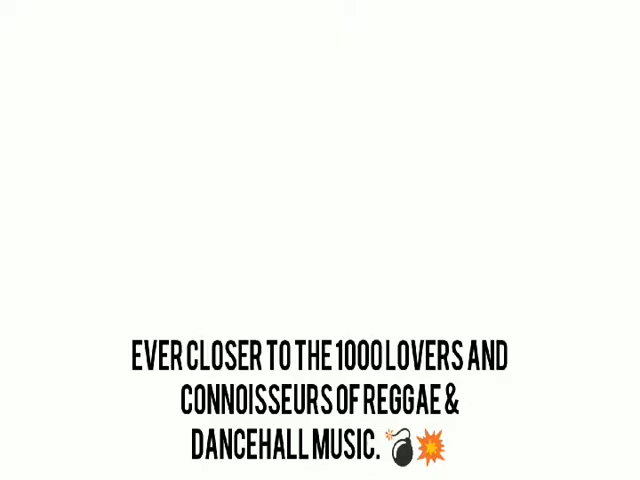 EVER CLOSER TO THE 1000 LOVERS AND
CONNOISSEURS OF REGGAE &
DANCEHALL MUSIC. 💣💥